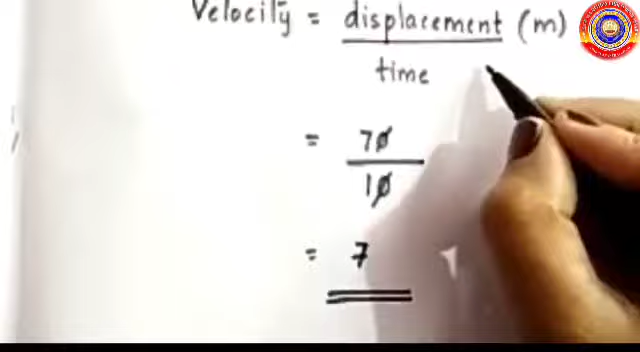 Velocity = displacement (m)
time
= 70
10
= 7